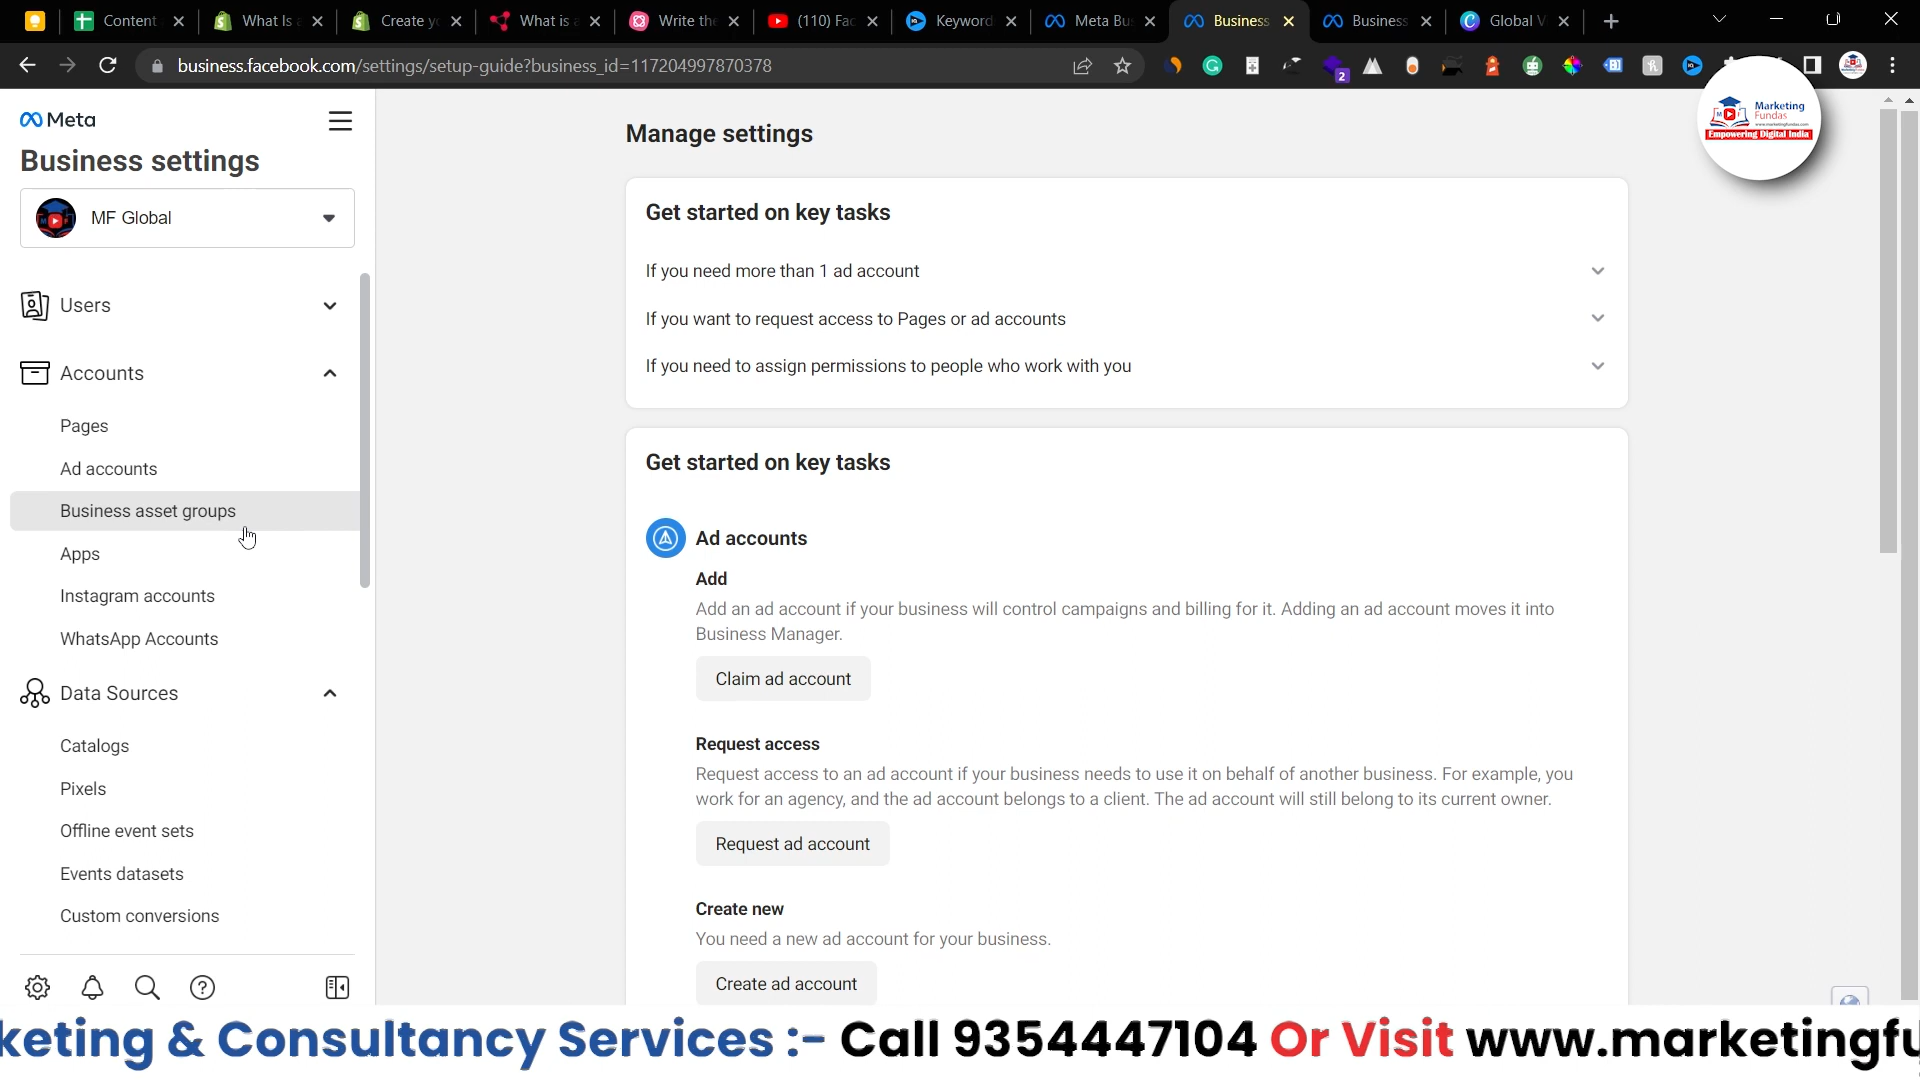 Content
What Is
Create y
What is
Write the
(110) Fac
Keyword
Meta Bu
Business
Business
Global V
business.facebook.com/settings/setup-guide?business_id=117204997870378
2
Marketing
Fundas
www.marketingfundas.com
Empowering Digital India
Meta
Business settings
MF Global
Users
Accounts
Pages
Ad accounts
Business asset groups
Apps
Instagram accounts
WhatsApp Accounts
Data Sources
Catalogs
Pixels
Offline event sets
Events datasets
Custom conversions
Manage settings
Get started on key tasks
If you need more than 1 ad account
If you want to request access to Pages or ad accounts
If you need to assign permissions to people who work with you
Get started on key tasks
Ad accounts
Add
Add an ad account if your business will control campaigns and billing for it. Adding an ad account moves it into
Business Manager.
Claim ad account
Request access
Request access to an ad account if your business needs to use it on behalf of another business. For example, you
work for an agency, and the ad account belongs to a client. The ad account will still belong to its current owner.
Request ad account
Create new
You need a new ad account for your business.
Create ad account
keting & Consultancy Services :- Call 9354447104 Or Visit www.marketingfu